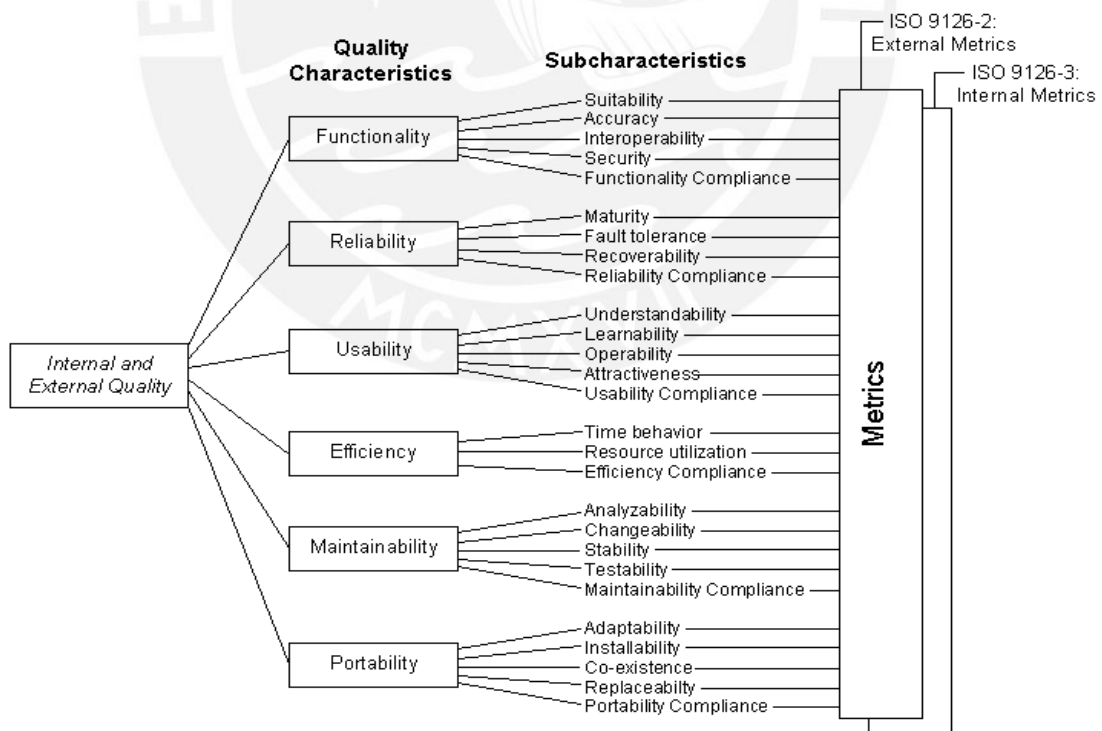 ISO 9126-2:
External Metrics
ISO 9126-3:
Internal Metrics
Quality
Characteristics
Subcharacteristics
Internal and
External Quality
Functionality
Suitability
Accuracy
Interoperability
Security
Functionality Compliance
Reliability
Maturity
Fault tolerance
Recoverability
Reliability Compliance
Usability
Understandability
Learnability
Operability
Attractiveness
Usability Compliance
Efficiency
Time behavior
Resource utilization
Efficiency Compliance
Maintainability
Analyzability
Changeability
Stability
Testability
Maintainability Compliance
Portability
Adaptability
Installability
Co-existence
Replaceabilty
Portability Compliance
Metrics